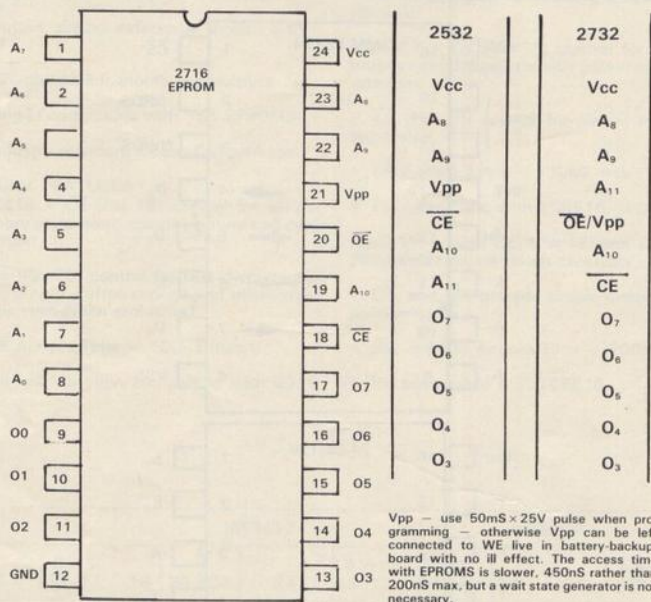 2716
EPROM
A₇ 1
A₆ 2
A₅
A₄ 4
A₃ 5
A₂ 6
A₁ 7
A₀ 8
O0 9
O1 10
O2 11
GND 12
24 Vcc
23 A₈
22 A₉
21 Vpp
20 O̅E̅
19 A₁₀
18 C̅E̅
17 O7
16 O6
15 O5
14 O4
13 O3
2532
Vcc
A₈
A₉
Vpp
C̅E̅
A₁₀
A₁₁
O₇
O₆
O₅
O₄
O₃
2732
Vcc
A₈
A₉
A₁₁
O̅E̅/Vpp
A₁₀
C̅E̅
O₇
O₆
O₅
O₄
O₃
Vpp — use 50mS × 25V pulse when pro
gramming — otherwise Vpp can be lef
connected to WE live in battery-backup
board with no ill effect. The access tim
with EPROMS is slower, 450nS rather than
200nS max, but a wait state generator is no
necessary.